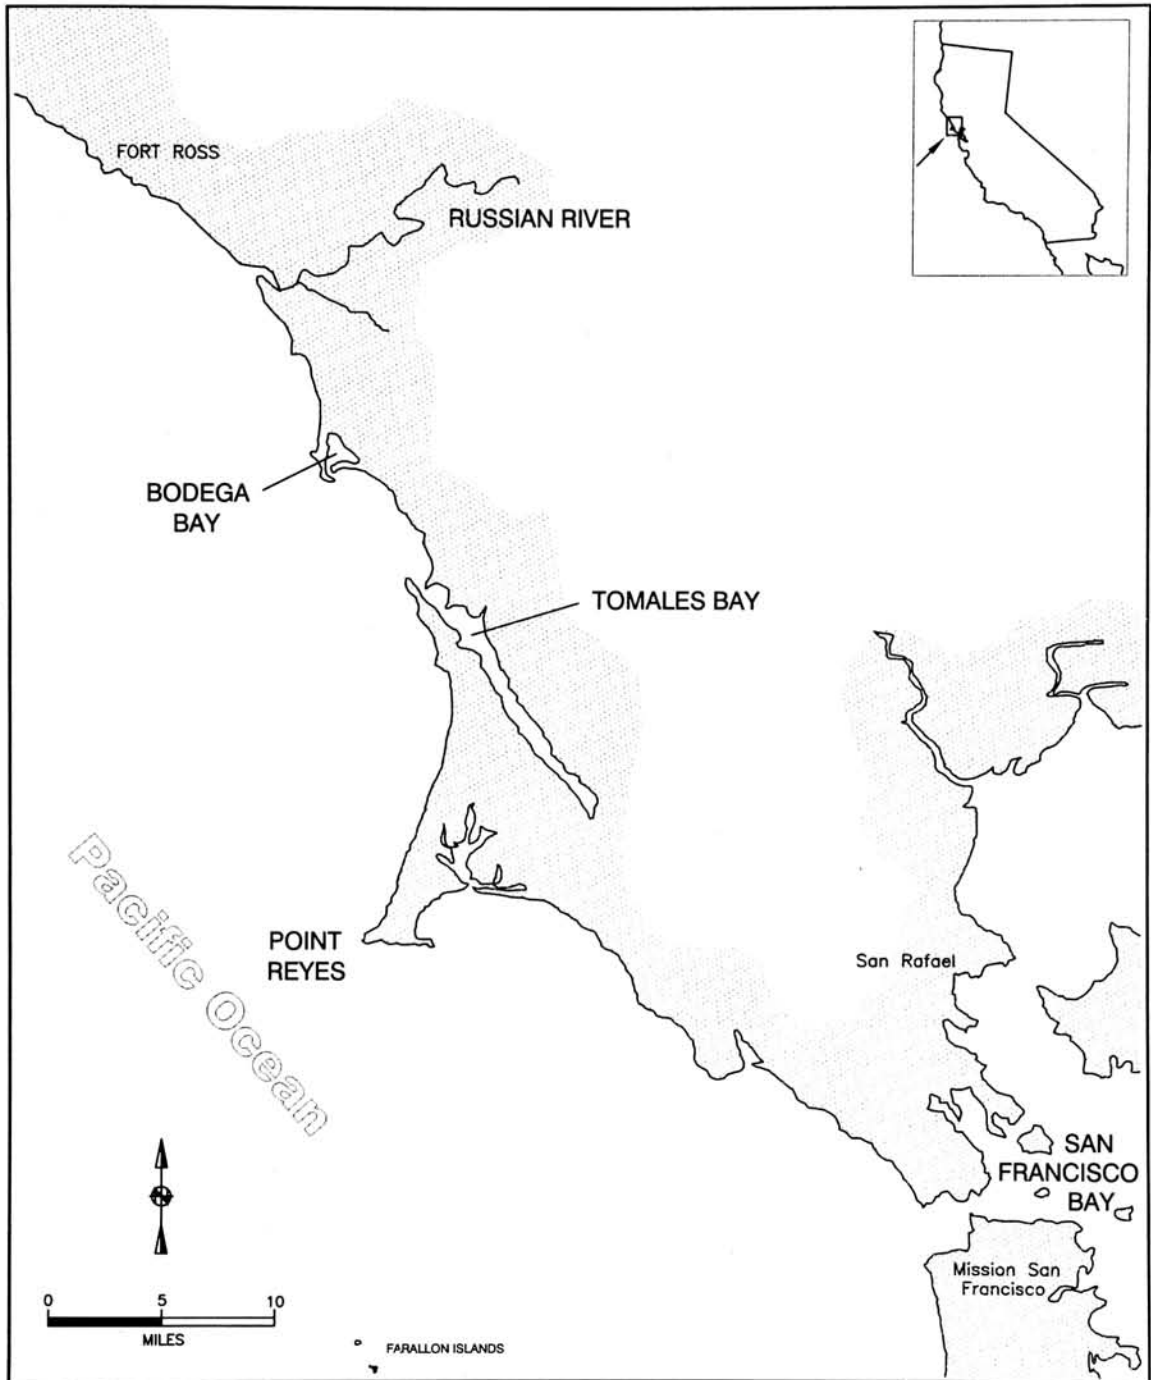 FORT ROSS
RUSSIAN RIVER
BODEGA
BAY
TOMALES BAY
Pacific Ocean
POINT
REYES
San Rafael
SAN
FRANCISCO
BAY
Mission San
Francisco
0 5 10
MILES
FARALLON ISLANDS